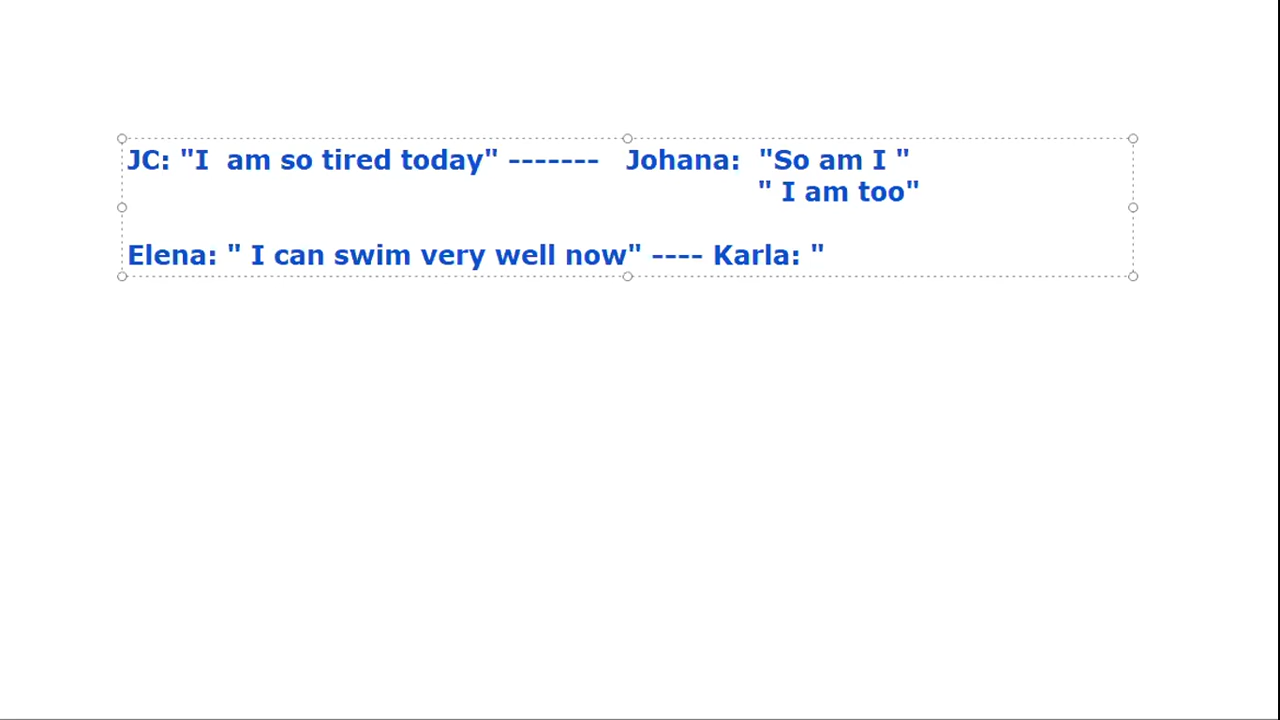 JC: "I  am so tired today" -------   Johana:  "So am I "
" I am too"
Elena: " I can swim very well now" ---- Karla: "